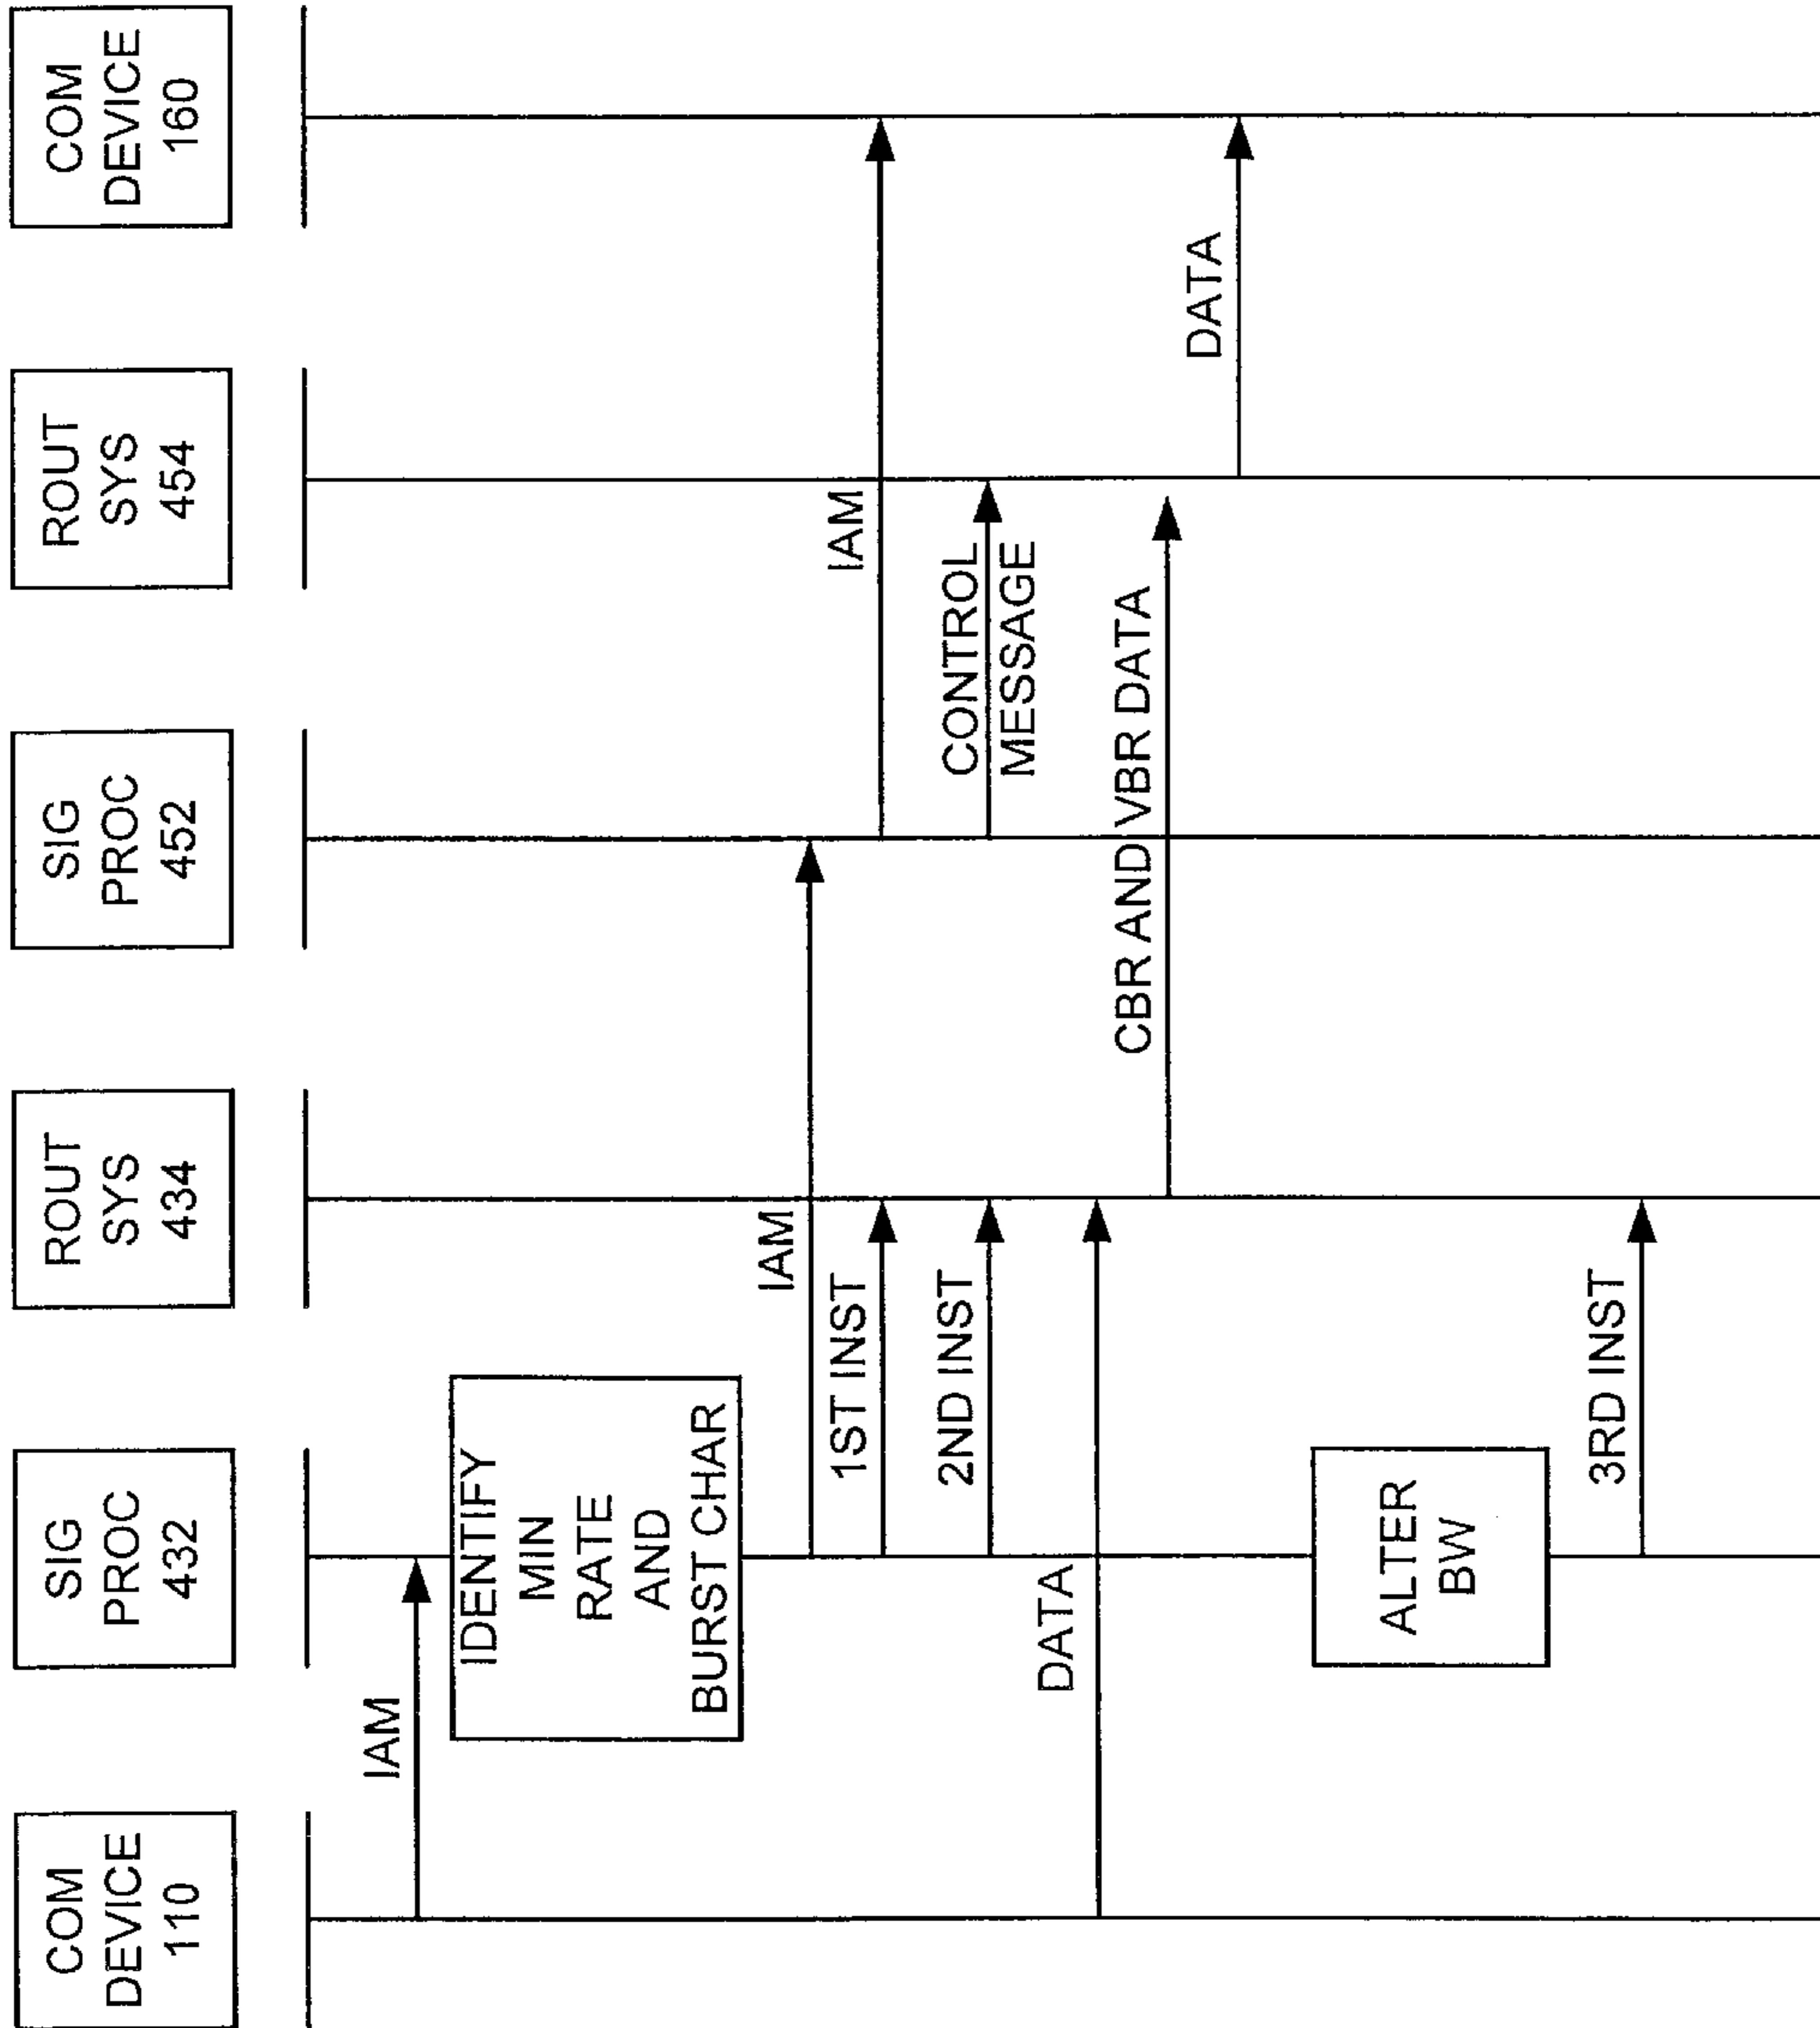 COM
DEVICE
110
SIG
PROC
432
ROUT
SYS
434
SIG
PROC
452
ROUT
SYS
454
COM
DEVICE
160
IAM
IDENTIFY
MIN
RATE
AND
BURST CHAR
IAM
1ST INST
IAM
2ND INST
CONTROL
MESSAGE
DATA
CBR AND VBR DATA
DATA
ALTER
BW
3RD INST